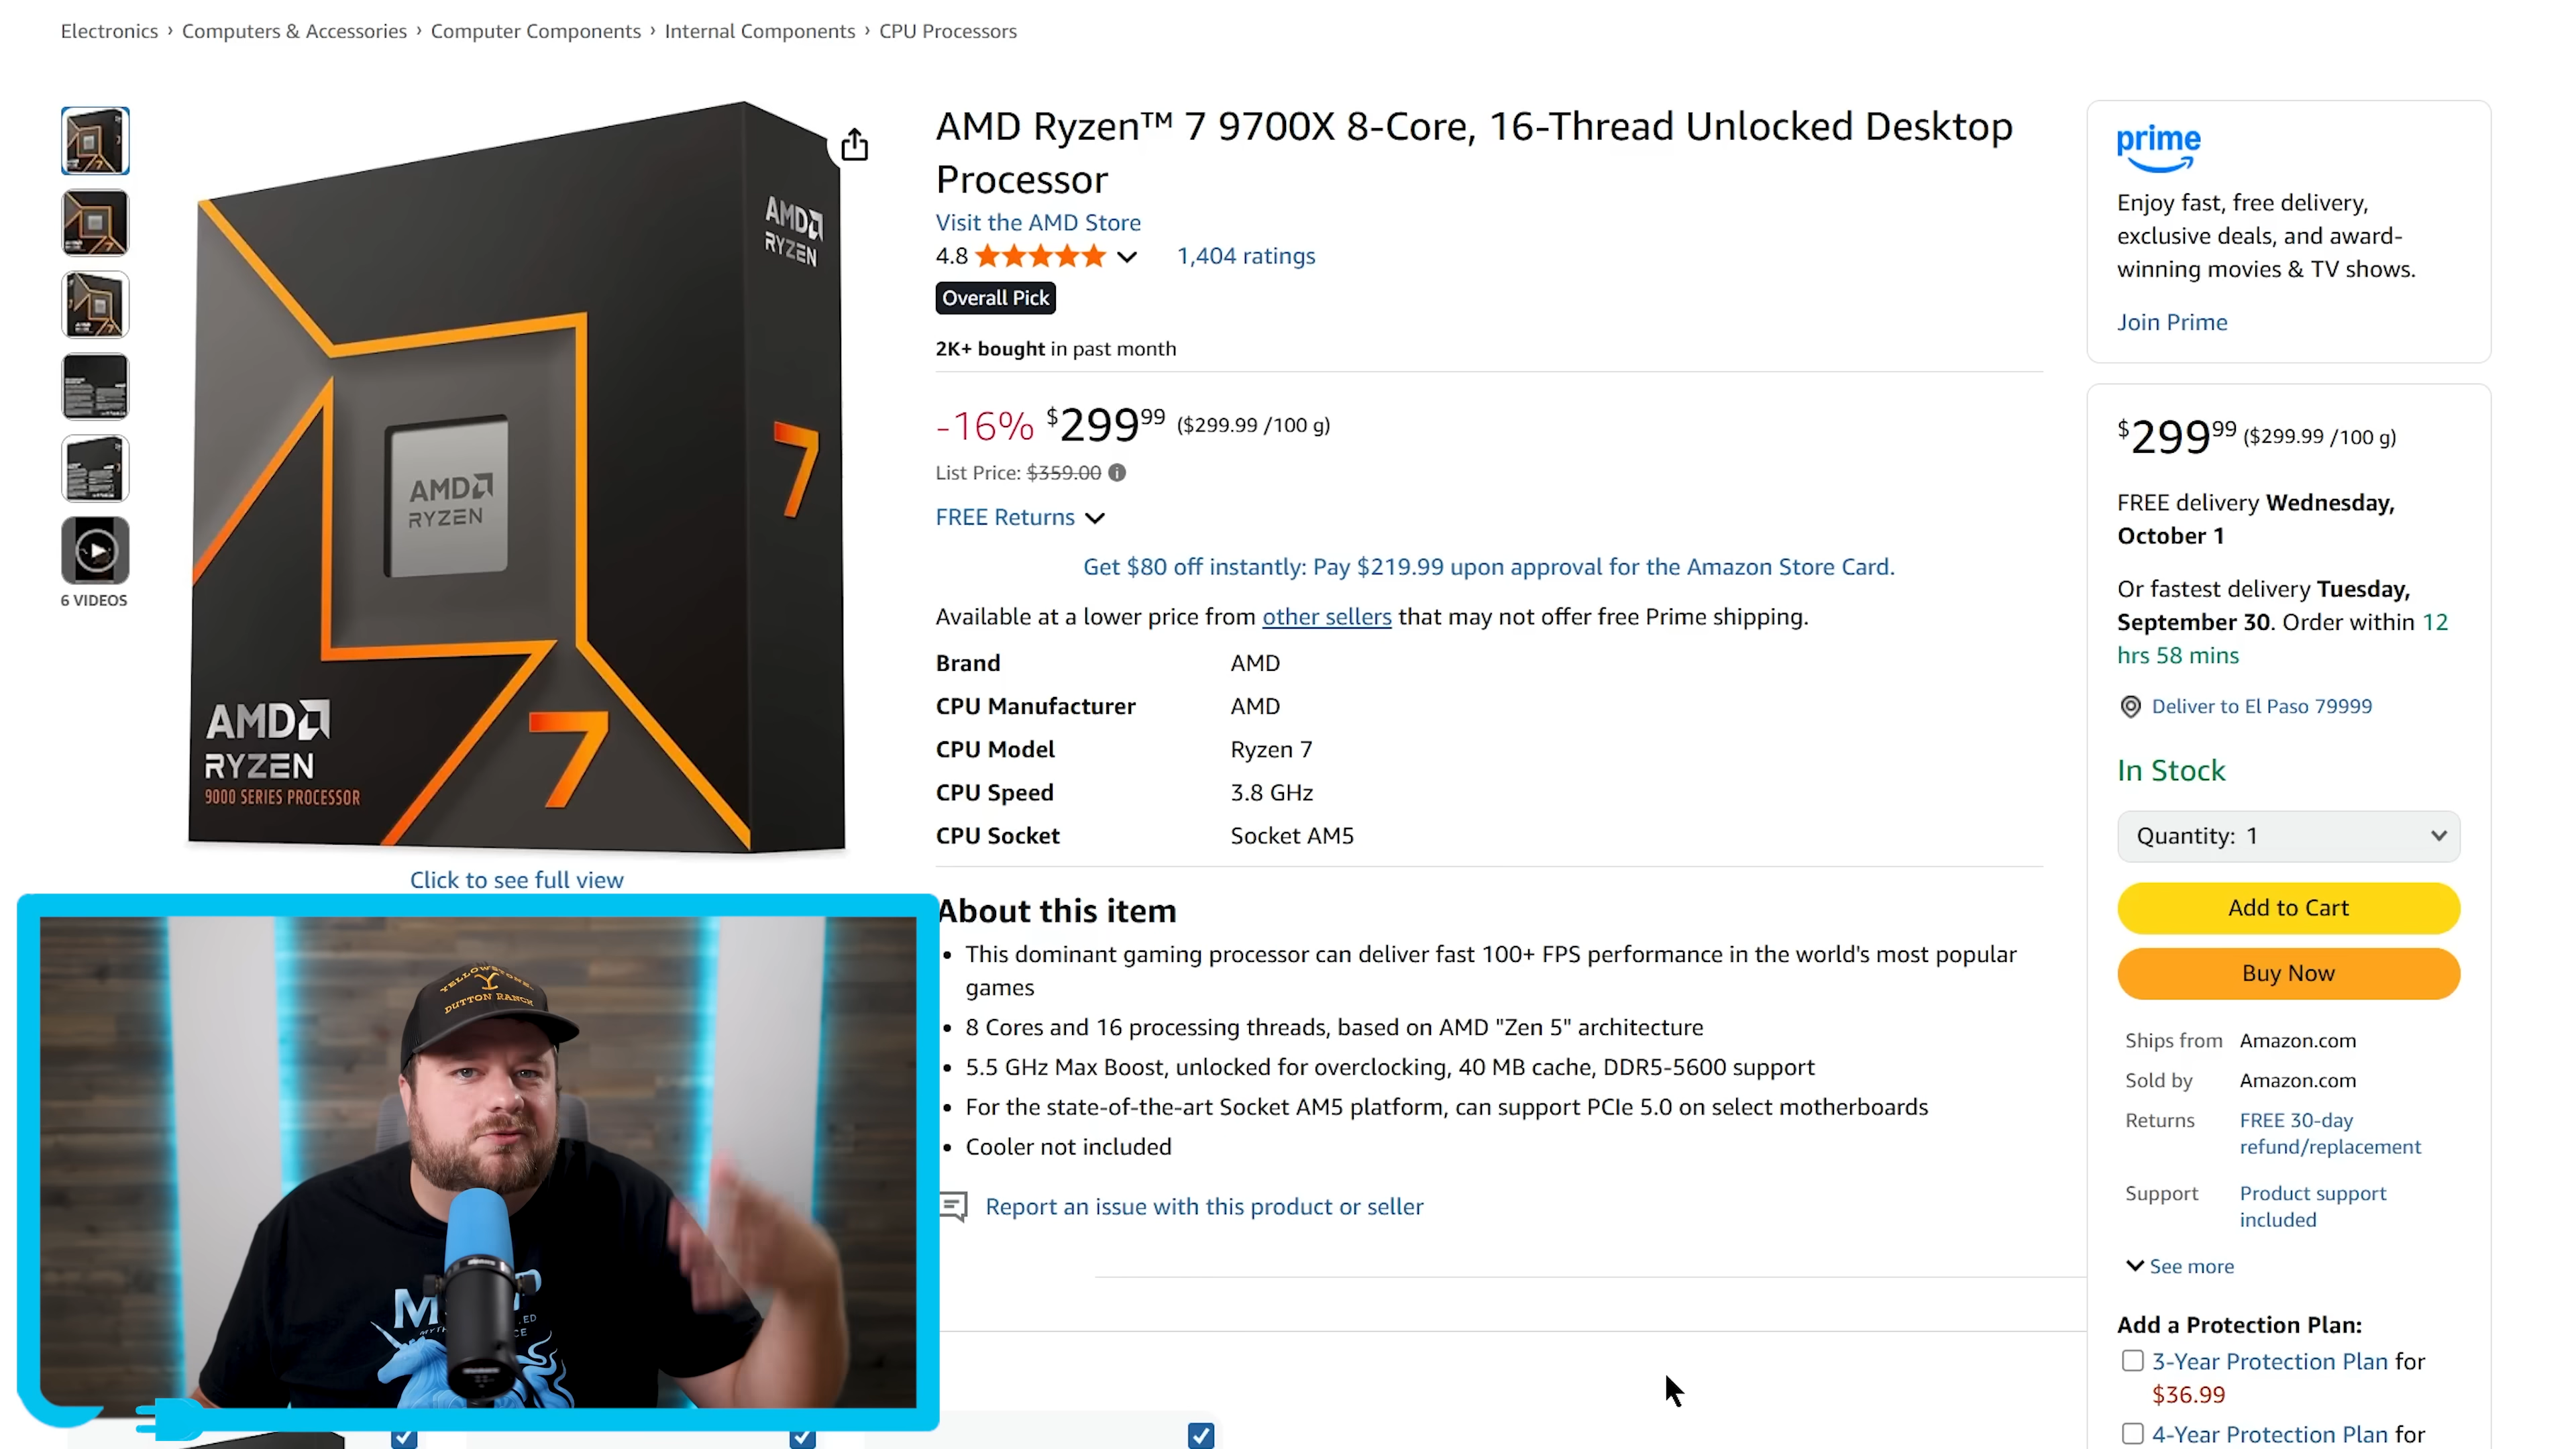 Electronics › Computers & Accessories › Computer Components › Internal Components › CPU Processors
AMD
RYZEN
7
AMD
RYZEN
AMD
RYZEN
9000 SERIES PROCESSOR
7
6 VIDEOS
Click to see full view
AMD Ryzen™ 7 9700X 8-Core, 16-Thread Unlocked Desktop
Processor
Visit the AMD Store
4.8 1,404 ratings
Overall Pick
2K+ bought in past month
-16% $299.99 ($299.99 /100 g)
List Price: $359.00
FREE Returns
Get $80 off instantly: Pay $219.99 upon approval for the Amazon Store Card.
Available at a lower price from other sellers that may not offer free Prime shipping.
Brand AMD
CPU Manufacturer AMD
CPU Model Ryzen 7
CPU Speed 3.8 GHz
CPU Socket Socket AM5
About this item
• This dominant gaming processor can deliver fast 100+ FPS performance in the world's most popular
games
• 8 Cores and 16 processing threads, based on AMD "Zen 5" architecture
• 5.5 GHz Max Boost, unlocked for overclocking, 40 MB cache, DDR5-5600 support
• For the state-of-the-art Socket AM5 platform, can support PCIe 5.0 on select motherboards
• Cooler not included
Report an issue with this product or seller
prime
Enjoy fast, free delivery,
exclusive deals, and award-
winning movies & TV shows.
Join Prime
$299.99 ($299.99 /100 g)
FREE delivery Wednesday,
October 1
Or fastest delivery Tuesday,
September 30. Order within 12
hrs 58 mins
Deliver to El Paso 79999
In Stock
Quantity: 1
Add to Cart
Buy Now
Ships from Amazon.com
Sold by Amazon.com
Returns FREE 30-day
refund/replacement
Support Product support
included
See more
Add a Protection Plan:
3-Year Protection Plan for
$36.99
4-Year Protection Plan for
YELLOWSTONE
Y
DUTTON RANCH